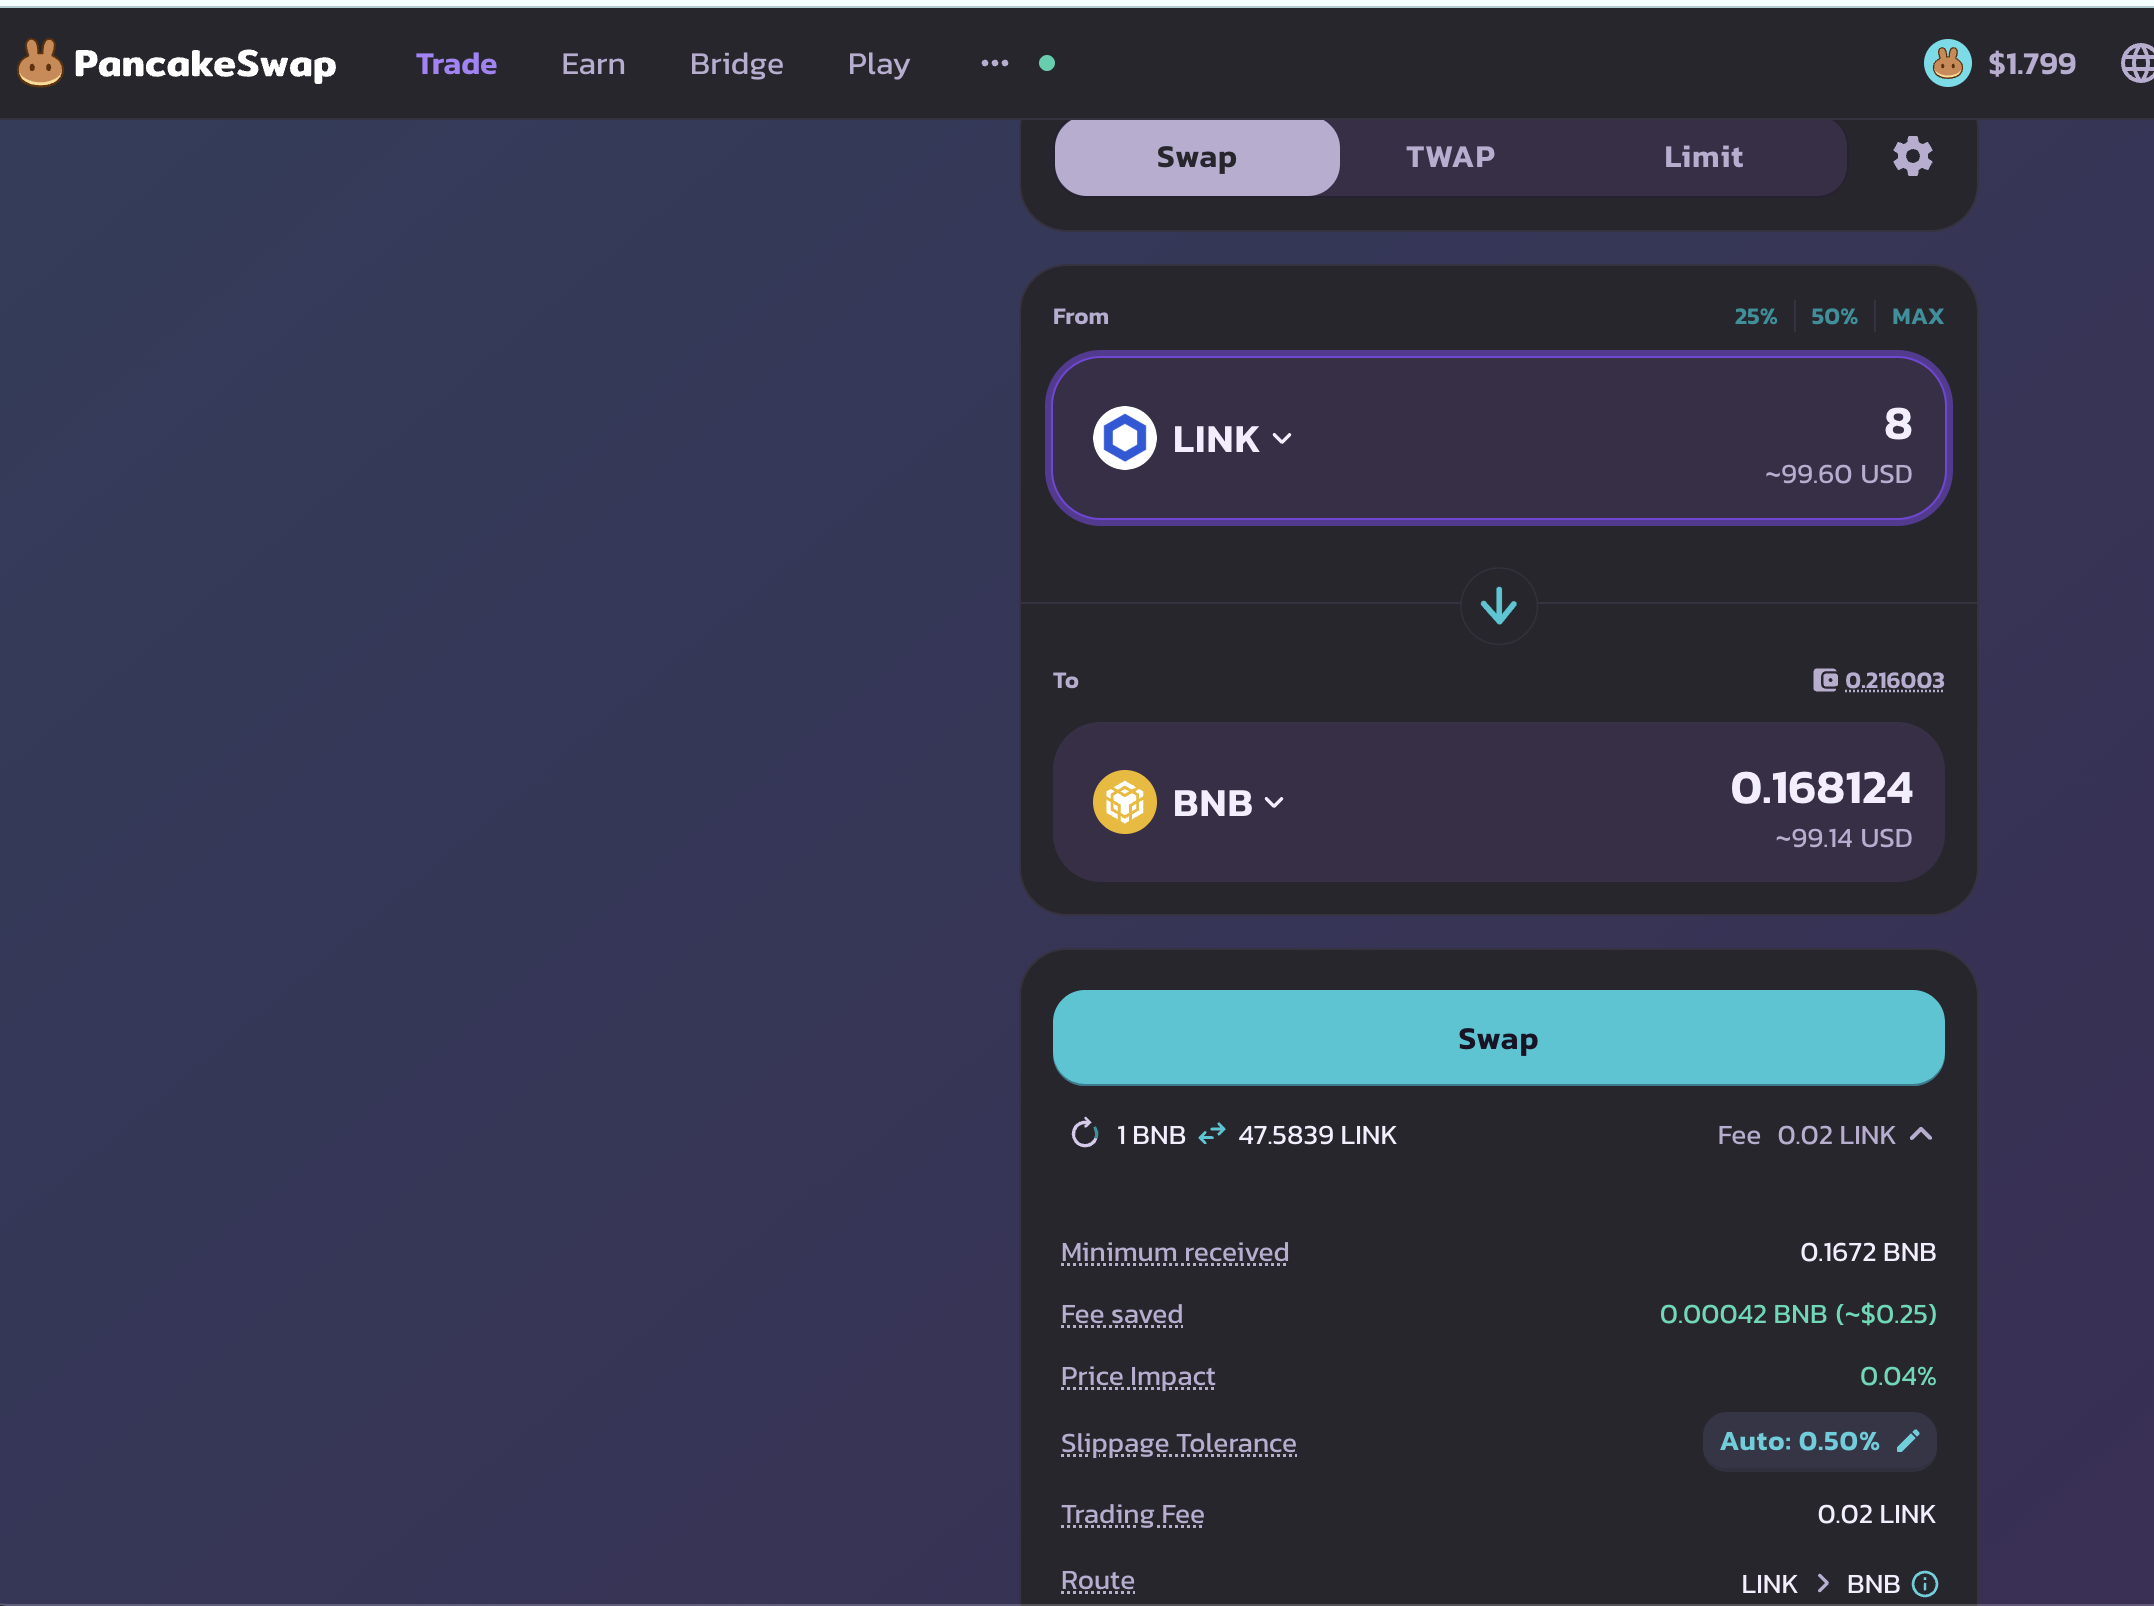 PancakeSwap Trade Earn Bridge Play ••• $1.799
Swap TWAP Limit
From 25% 50% MAX
LINK 8
~99.60 USD
To 0.216003
BNB 0.168124
~99.14 USD
Swap
1 BNB 47.5839 LINK Fee 0.02 LINK
Minimum received 0.1672 BNB
Fee saved 0.00042 BNB (~$0.25)
Price Impact 0.04%
Slippage Tolerance Auto: 0.50%
Trading Fee 0.02 LINK
Route LINK > BNB